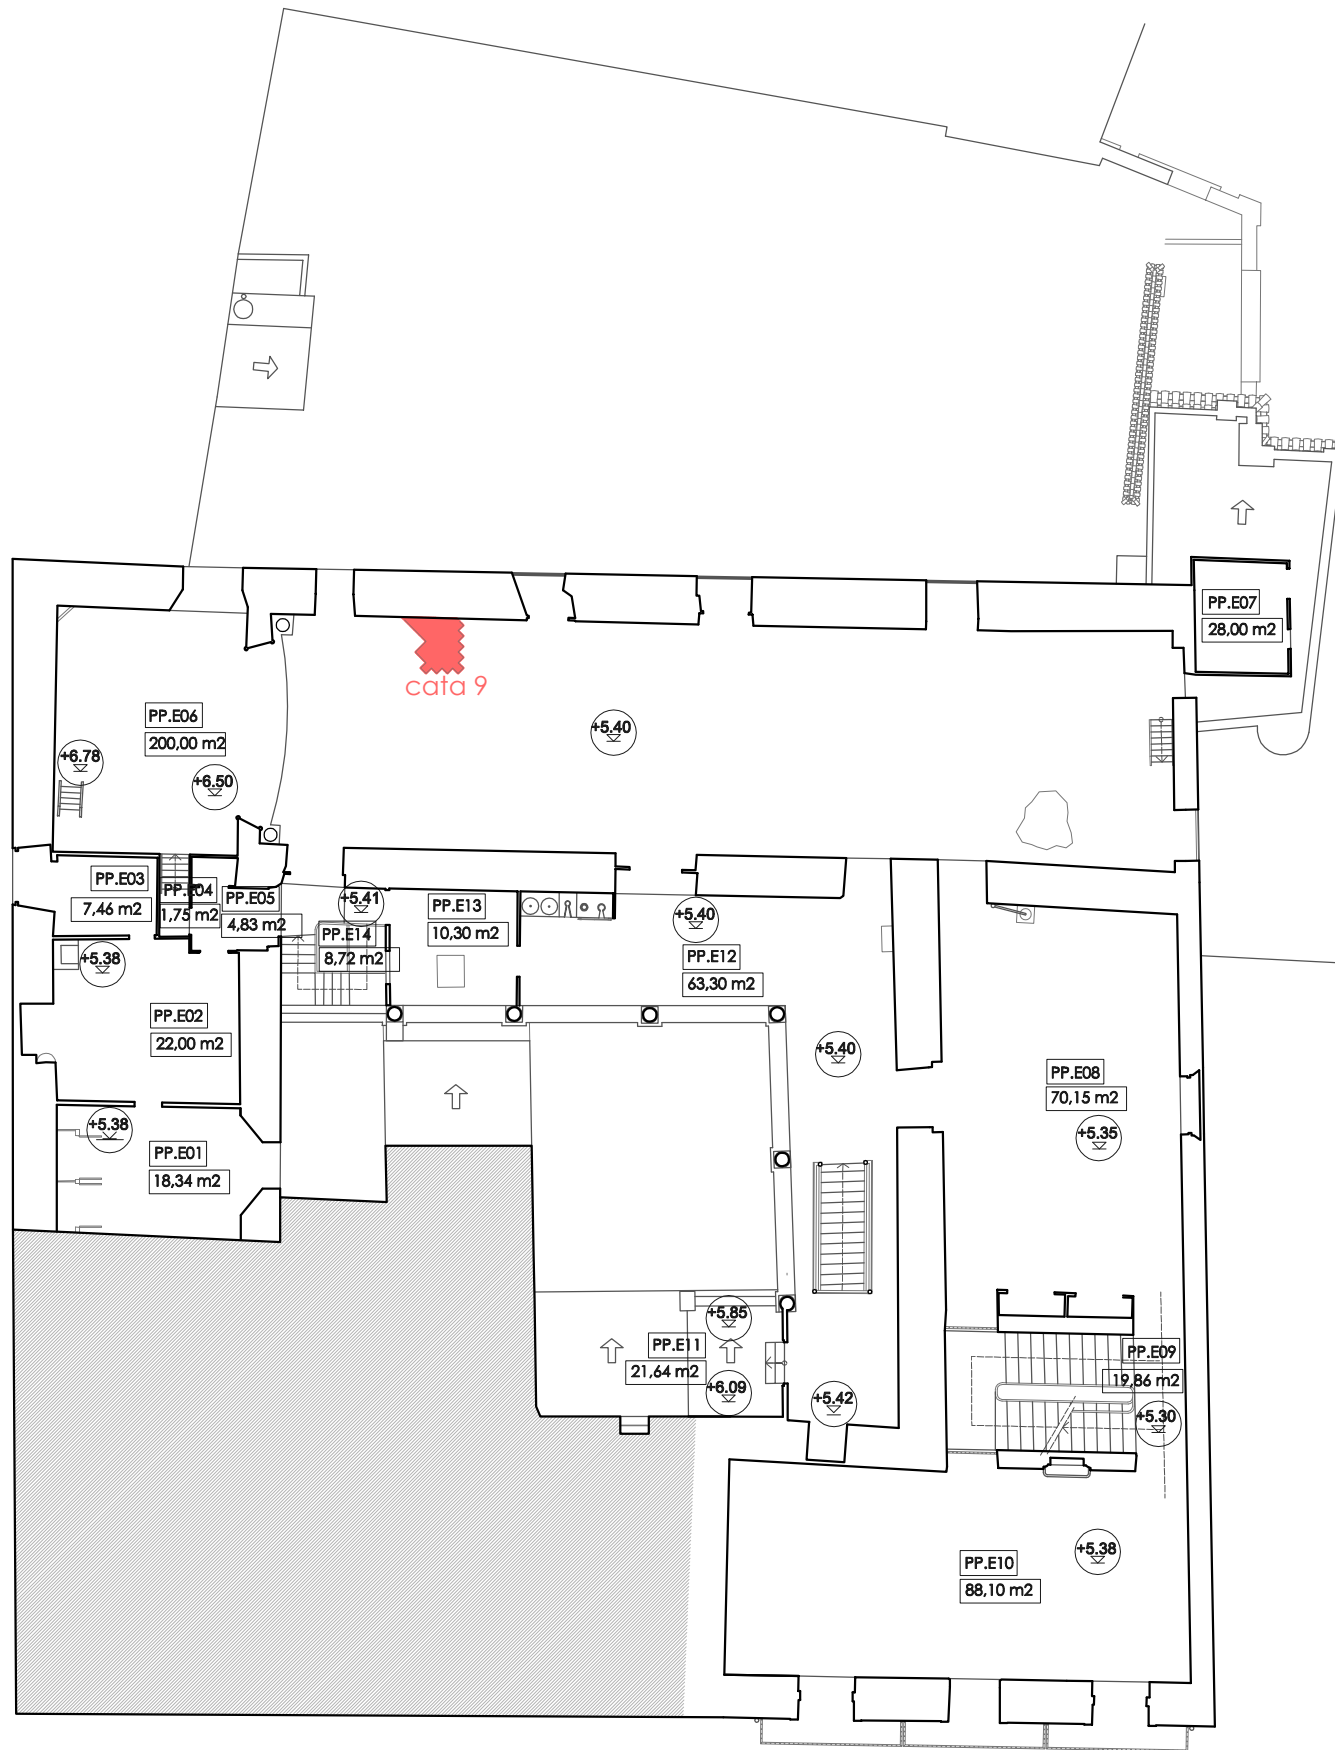 PP.E07
28,00 m2
cata 9
PP.E06
200,00 m2
+5.40
+6.78
+6.50
PP.E03
7,46 m2
PP.E04
1,75 m2
PP.E05
4,83 m2
+5.41
PP.E14
8,72 m2
PP.E13
10,30 m2
+5.40
PP.E12
63,30 m2
+5.38
PP.E02
22,00 m2
+5.40
PP.E08
70,15 m2
+5.35
+5.38
PP.E01
18,34 m2
+5.85
PP.E11
21,64 m2
+6.09
PP.E09
19,86 m2
+5.42
+5.30
+5.38
PP.E10
88,10 m2